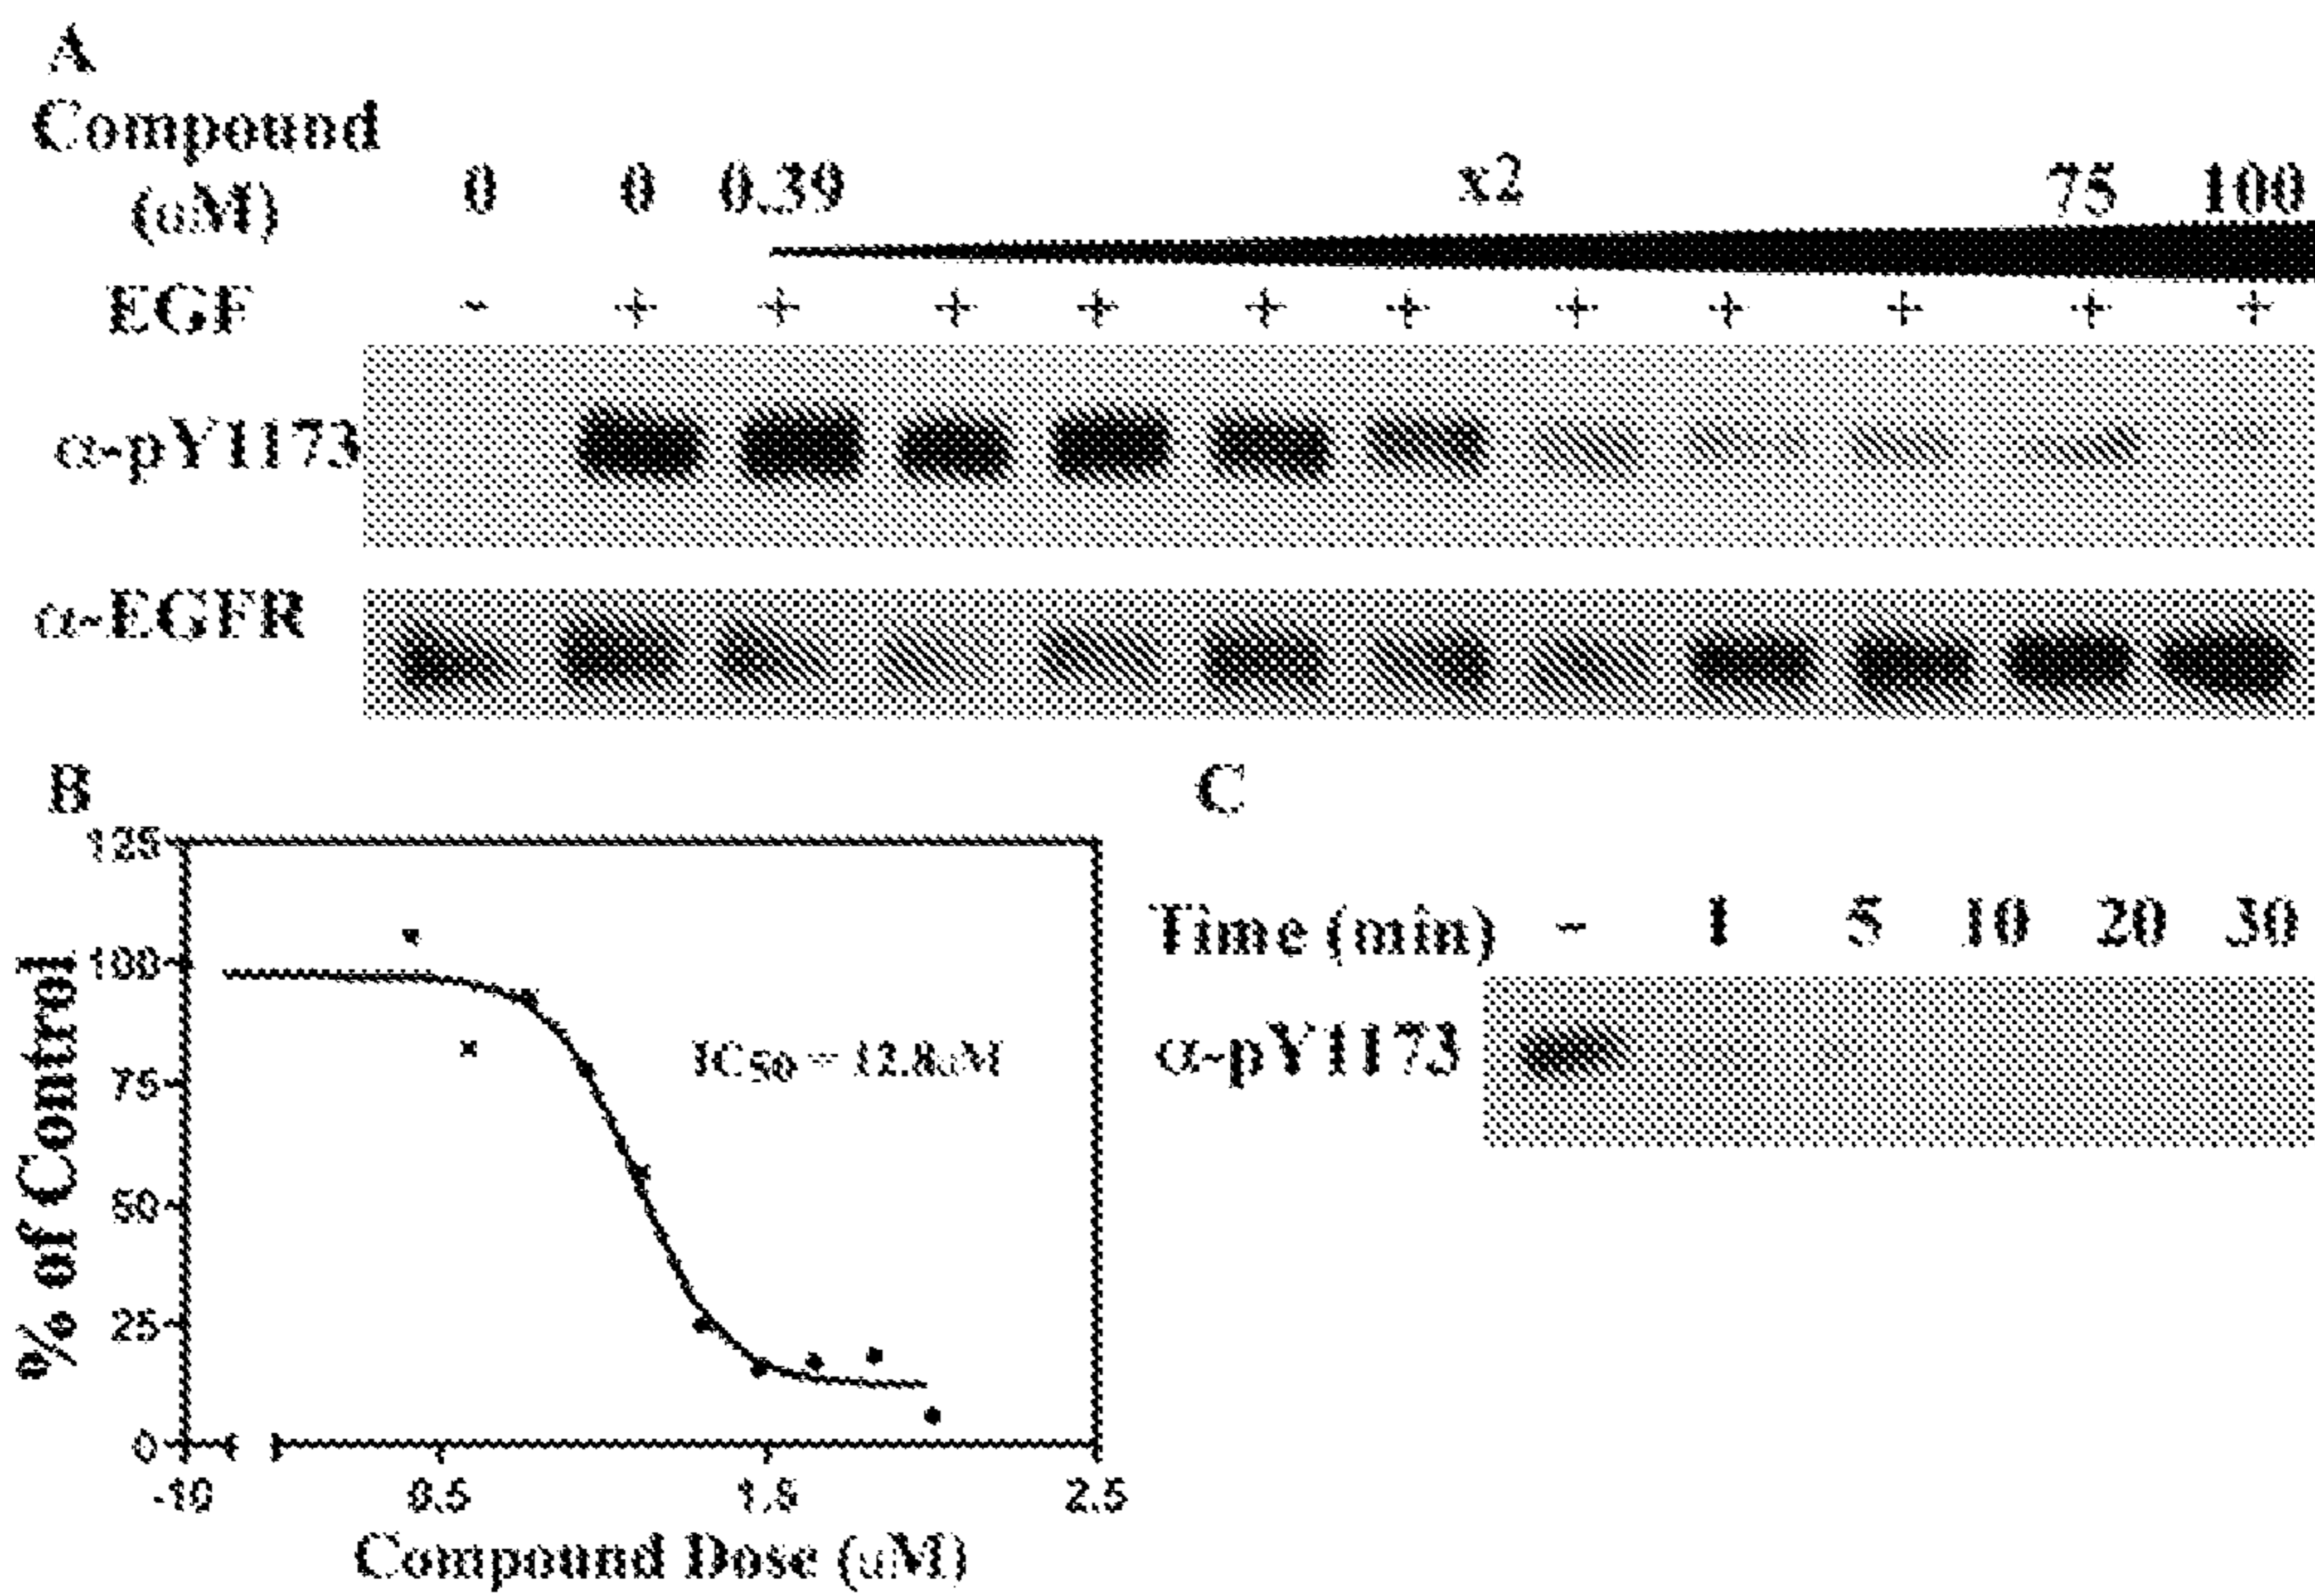 A
Compound
(uM) 0 0 0.39 x2 75 100
EGF - + + + + + + + + + + +
α-pY1173
α-EGFR
B
125
100
75
50
25
0
% of Control
IC50 = 12.8uM
-10 0.5 1.5 2.5
Compound Dose (uM)
C
Time (min) - 1 5 10 20 30
α-pY1173